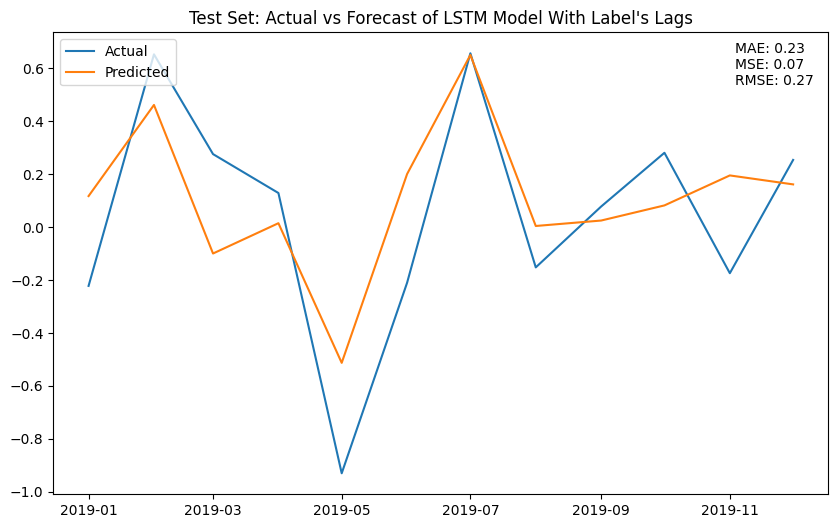 Test Set: Actual vs Forecast of LSTM Model With Label's Lags
Actual
Predicted
MAE: 0.23
MSE: 0.07
RMSE: 0.27
0.6
0.4
0.2
0.0
−0.2
−0.4
−0.6
−0.8
−1.0
2019-01
2019-03
2019-05
2019-07
2019-09
2019-11